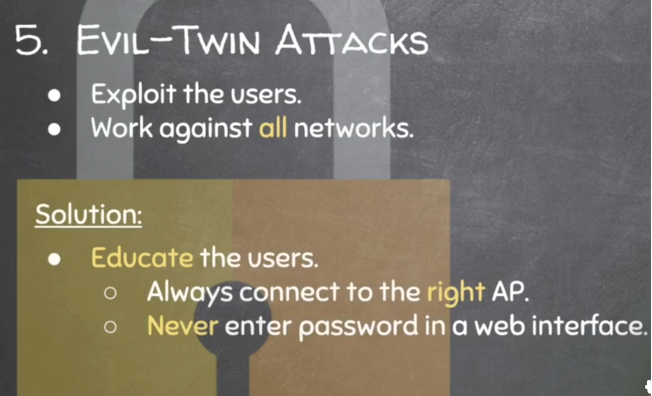 5. Evil-Twin Attacks
● Exploit the users.
● Work against all networks.
Solution:
● Educate the users.
○ Always connect to the right AP.
○ Never enter password in a web interface.